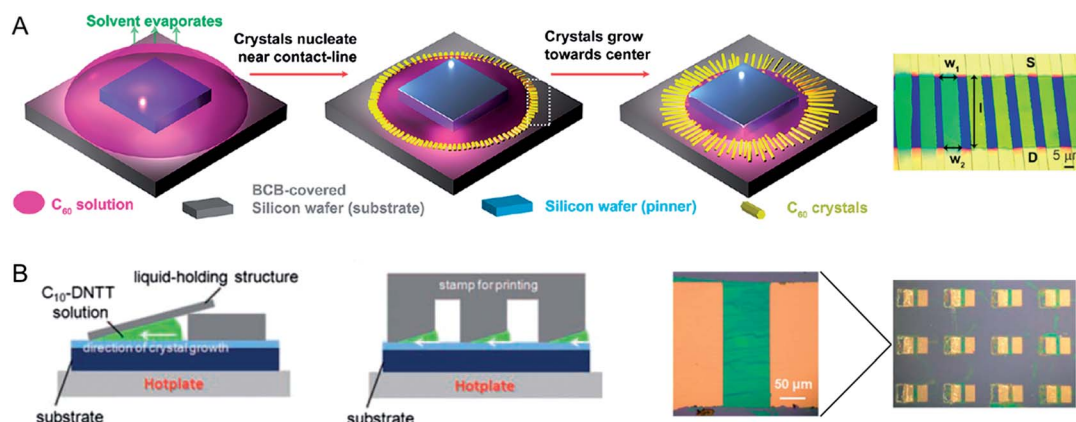 A
Solvent evaporates
Crystals nucleate
near contact-line
Crystals grow
towards center
S
w₁
l
w₂
D
5 µm
C₆₀ solution
BCB-covered
Silicon wafer (substrate)
Silicon wafer (pinner)
C₆₀ crystals
B
liquid-holding structure
C₁₀-DNTT
solution
direction of crystal growth
Hotplate
substrate
stamp for printing
Hotplate
substrate
50 µm